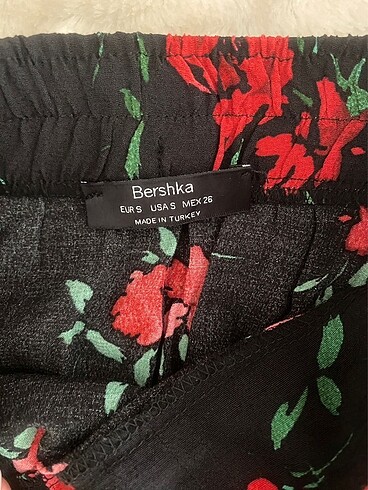 Bershka
EUR S USA S MEX 26
MADE IN TURKEY